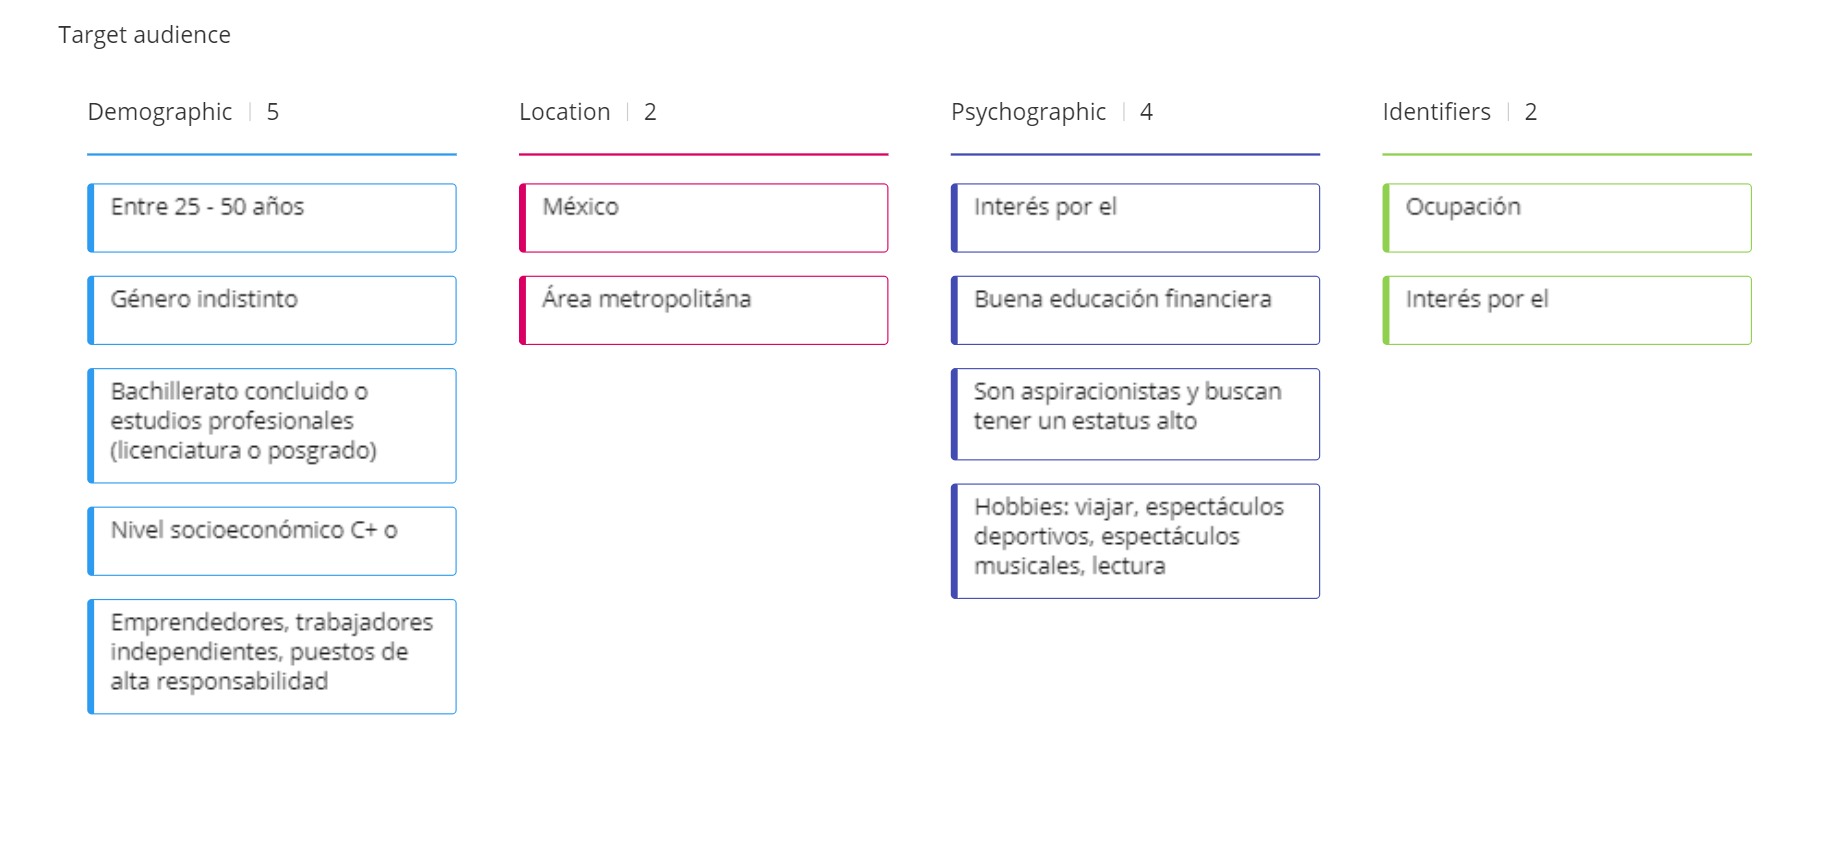 Target audience
Demographic | 5
Entre 25 - 50 años
Género indistinto
Bachillerato concluido o
estudios profesionales
(licenciatura o posgrado)
Nivel socioeconómico C+ o
Emprendedores, trabajadores
independientes, puestos de
alta responsabilidad
Location | 2
México
Área metropolitána
Psychographic | 4
Interés por el
Buena educación financiera
Son aspiracionistas y buscan
tener un estatus alto
Hobbies: viajar, espectáculos
deportivos, espectáculos
musicales, lectura
Identifiers | 2
Ocupación
Interés por el